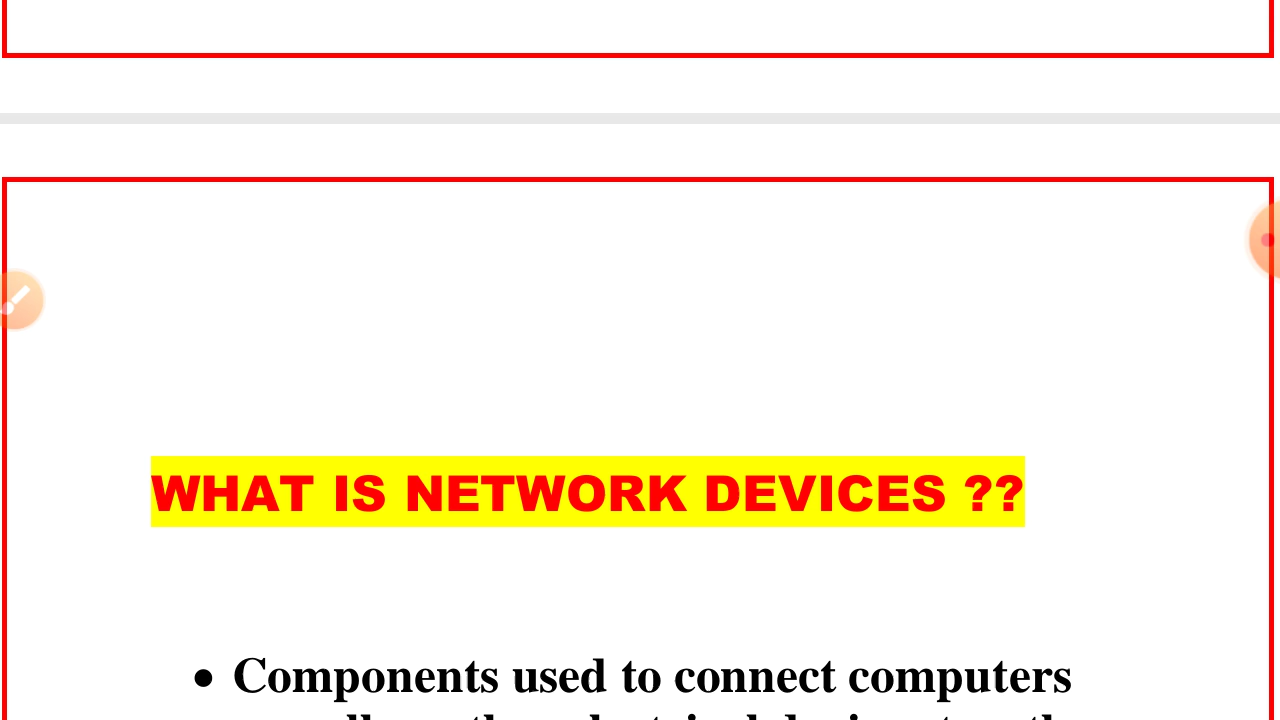 WHAT IS NETWORK DEVICES ??
• Components used to connect computers